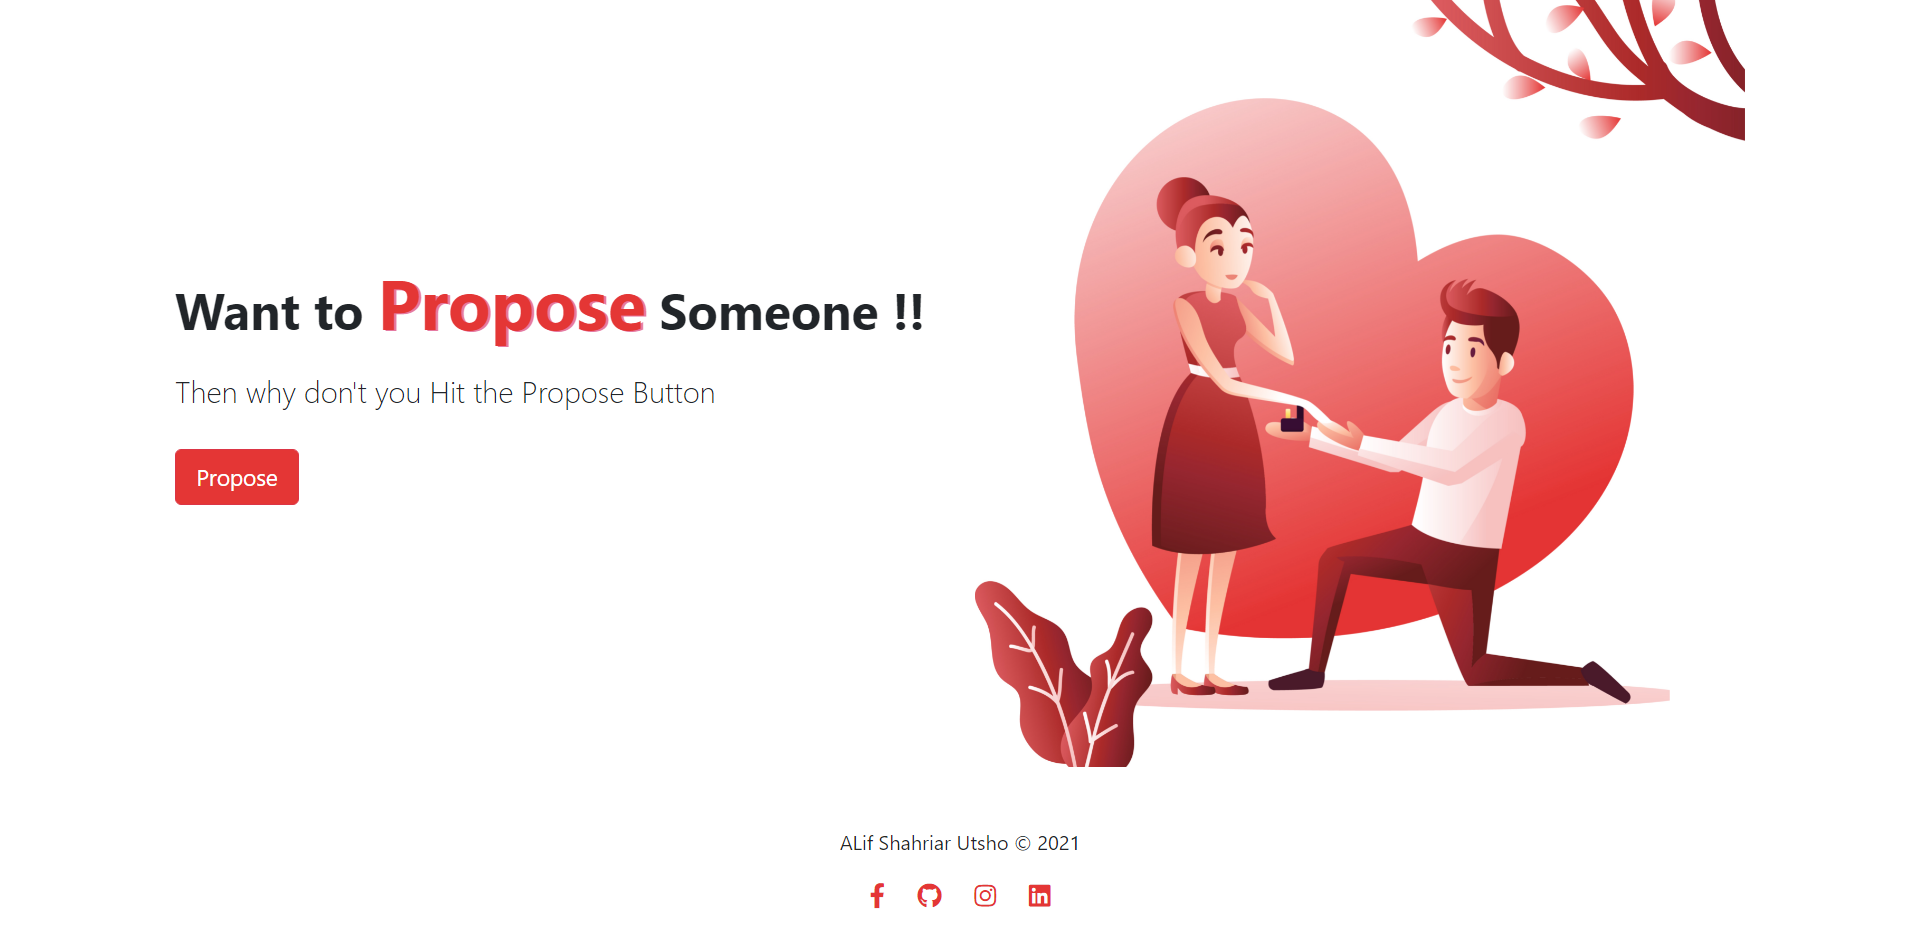 Want to Propose Someone !!
Then why don't you Hit the Propose Button
Propose
ALif Shahriar Utsho © 2021